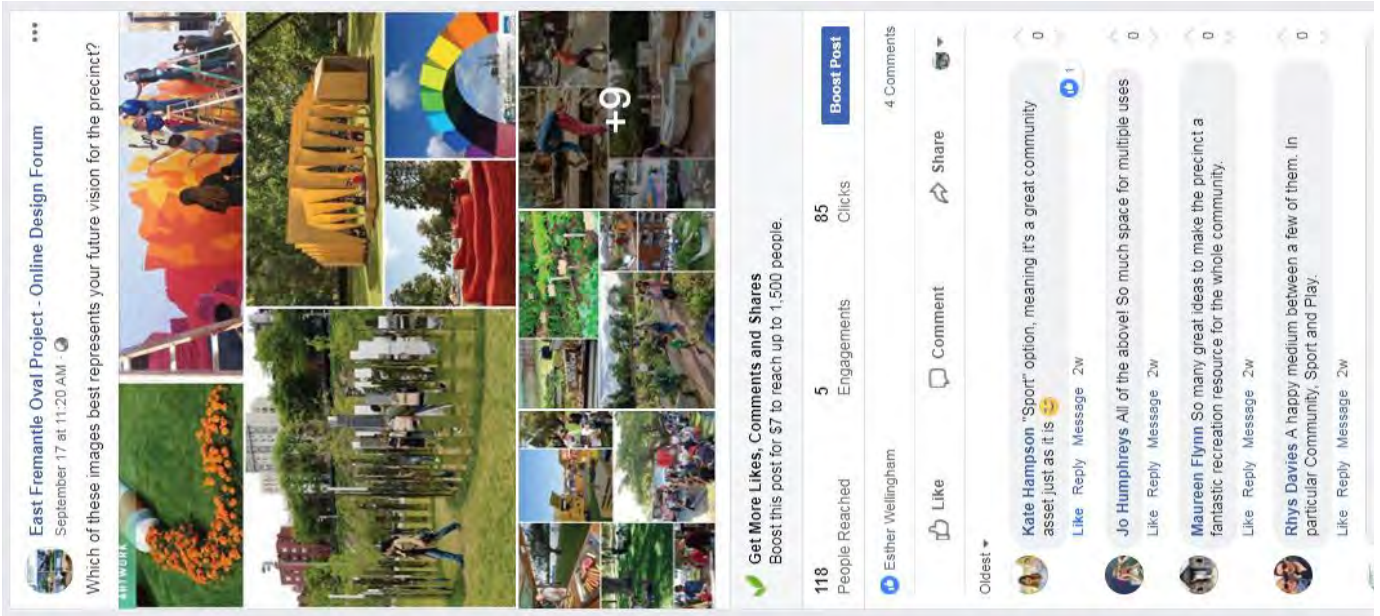 East Fremantle Oval Project - Online Design Forum
September 17 at 11:20 AM ·
Which of these images best represents your future vision for the precinct?
ARTWORK
+9
Get More Likes, Comments and Shares
Boost this post for $7 to reach up to 1,500 people.
118
People Reached
5
Engagements
85
Clicks
Boost Post
Esther Wellingham
4 Comments
Like
Comment
Share
Oldest
Kate Hampson "Sport" option, meaning it's a great community
asset just as it is
1
Like Reply Message 2w
0
Jo Humphreys All of the above! So much space for multiple uses
Like Reply Message 2w
0
Maureen Flynn So many great ideas to make the precinct a
fantastic recreation resource for the whole community.
Like Reply Message 2w
0
Rhys Davies A happy medium between a few of them. In
particular Community, Sport and Play.
Like Reply Message 2w
0